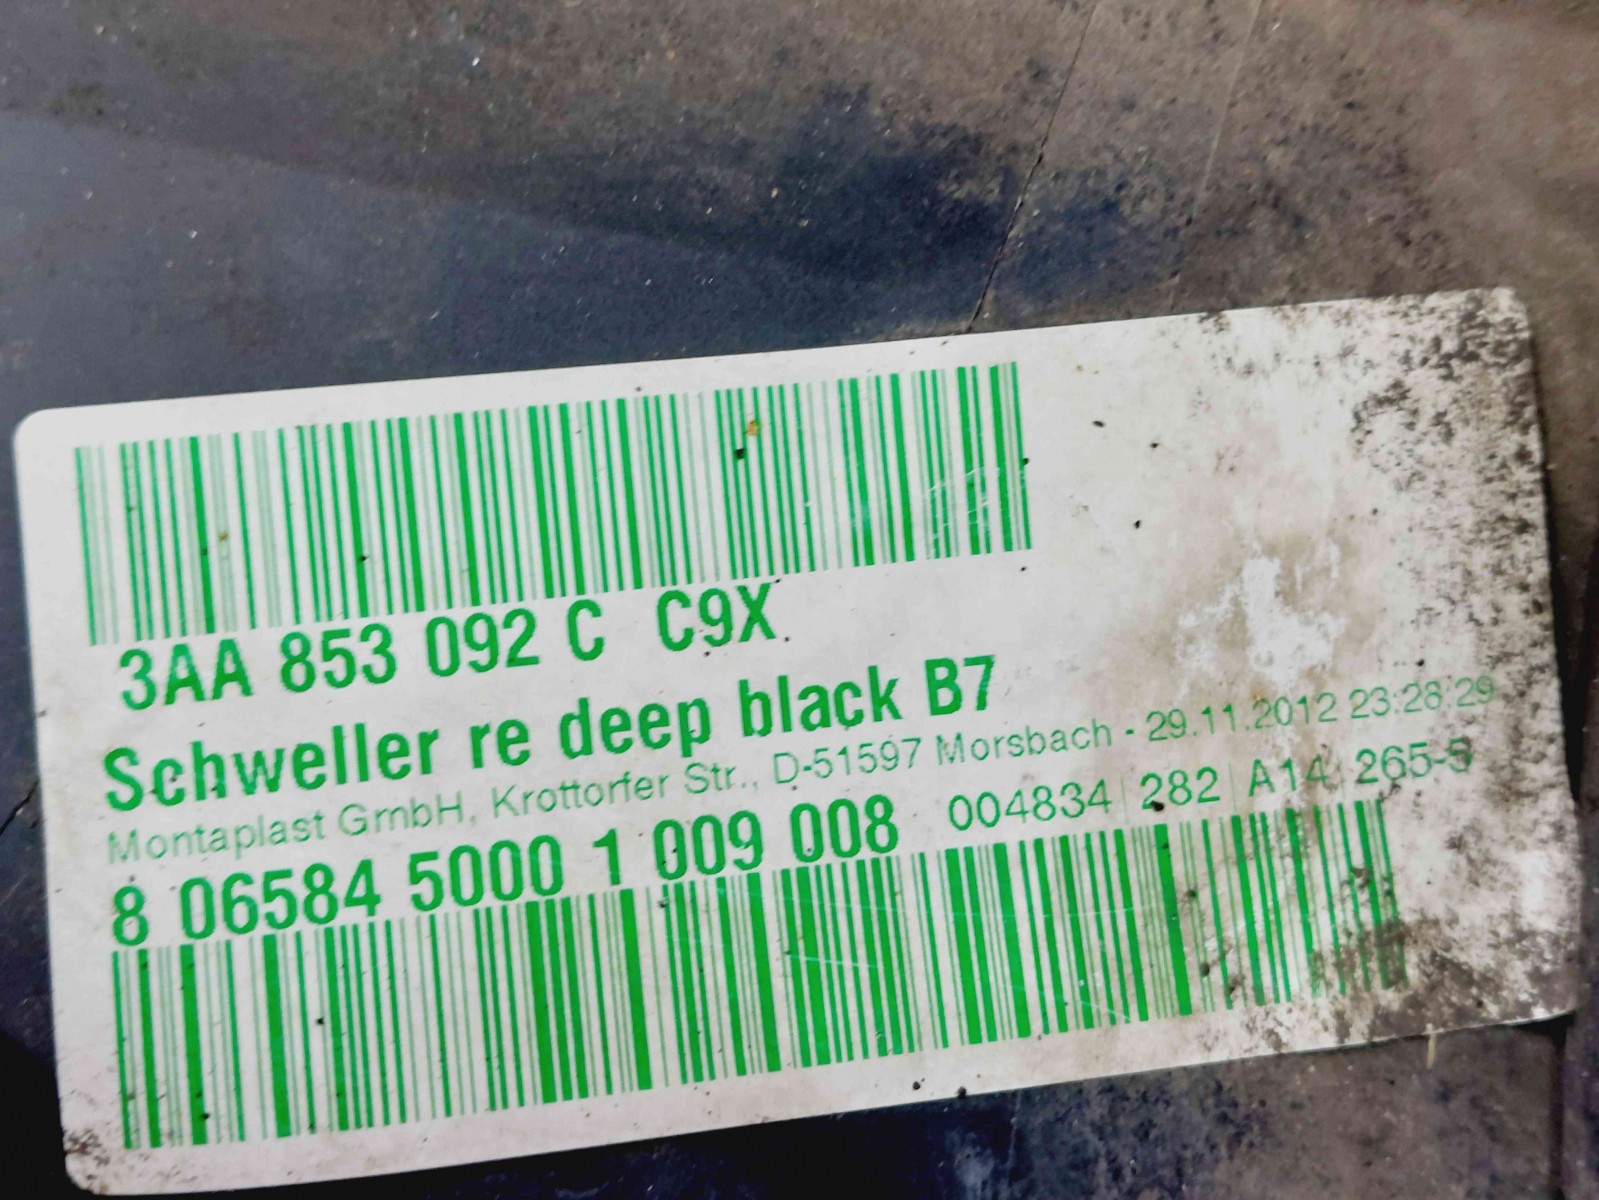 3AA 853 092 C C9X
Schweller re deep black B7
Montaplast GmbH, Krottorfer Str., D-51597 Morsbach - 29.11.2012 23:28:29
8 06584 5000 1 009 008 004834 | 282 | A14 | 265-5